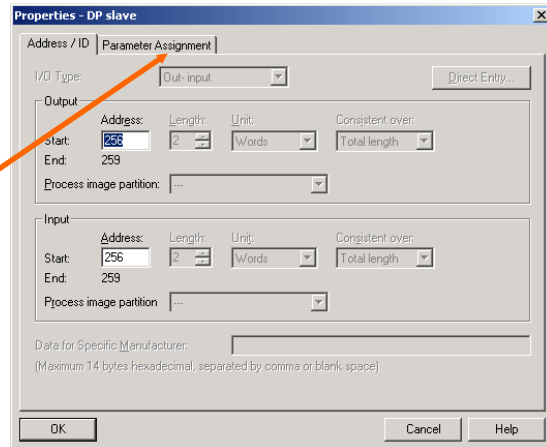 Properties - DP slave
Address / ID Parameter Assignment
I/O Type: Out- input Direct Entry...
Output
Address: Length: Unit: Consistent over:
Start: 256 2 Words Total length
End: 259
Process image partition: ---
Input
Address: Length: Unit: Consistent over:
Start: 256 2 Words Total length
End: 259
Process image partition ---
Data for Specific Manufacturer:
(Maximum 14 bytes hexadecimal, separated by comma or blank space)
OK Cancel Help